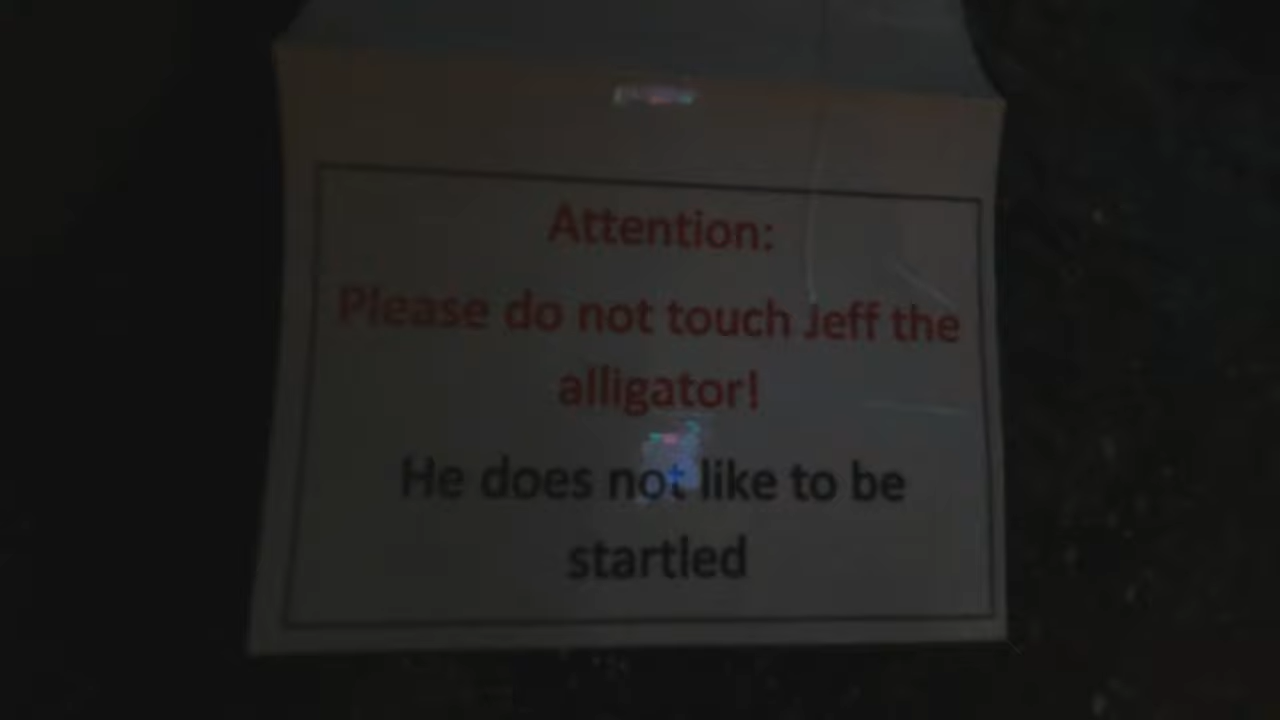 Attention:
Please do not touch Jeff the
alligator!
He does not like to be
startled